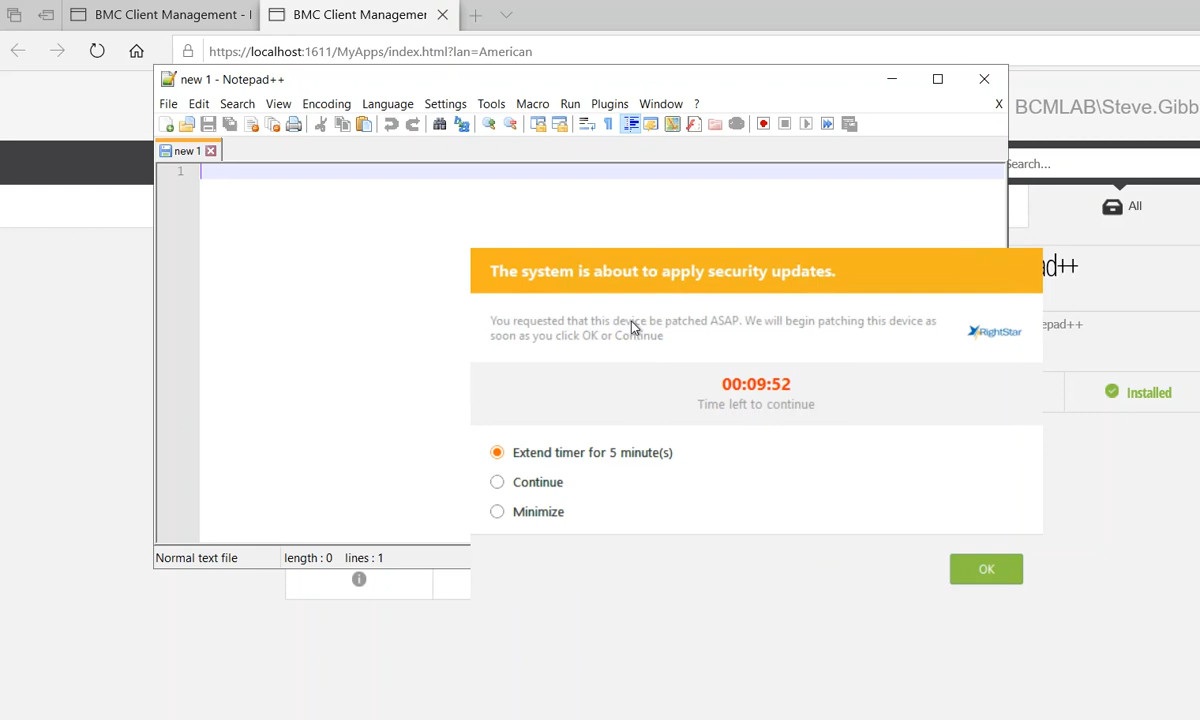 BMC Client Management - I
BMC Client Managemer
https://localhost:1611/MyApps/index.html?lan=American
new 1 - Notepad++
BCMLAB\Steve.Gibb
File Edit Search View Encoding Language Settings Tools Macro Run Plugins Window ? X
new 1
Search...
1
All
ad++
The system is about to apply security updates.
You requested that this device be patched ASAP. We will begin patching this device as
soon as you click OK or Continue
RightStar
epad++
00:09:52
Time left to continue
Installed
Extend timer for 5 minute(s)
Continue
Minimize
Normal text file length : 0 lines : 1
OK